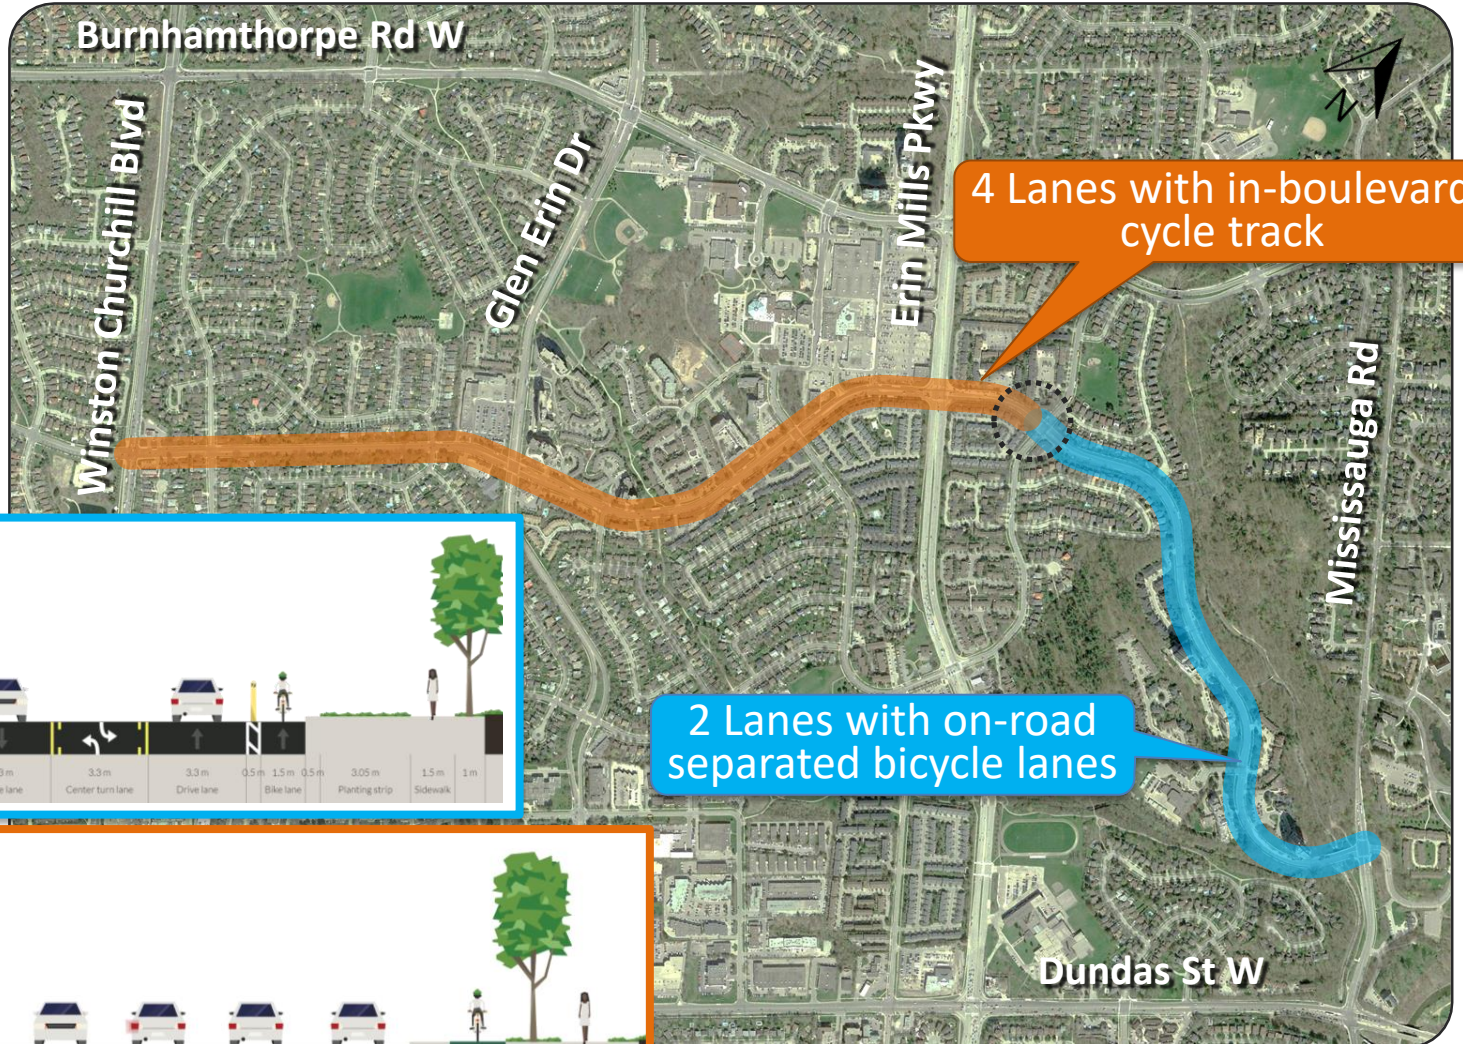 Burnhamthorpe Rd W
Winston Churchill Blvd
Glen Erin Dr
Erin Mills Pkwy
N
4 Lanes with in-boulevard
cycle track
Mississauga Rd
2 Lanes with on-road
separated bicycle lanes
3.3 m 3.3 m 0.5 m 1.5 m 0.5 m 3.05 m 1.5 m 1 m
lane Center turn lane Drive lane Bike lane Planting strip Sidewalk
Dundas St W